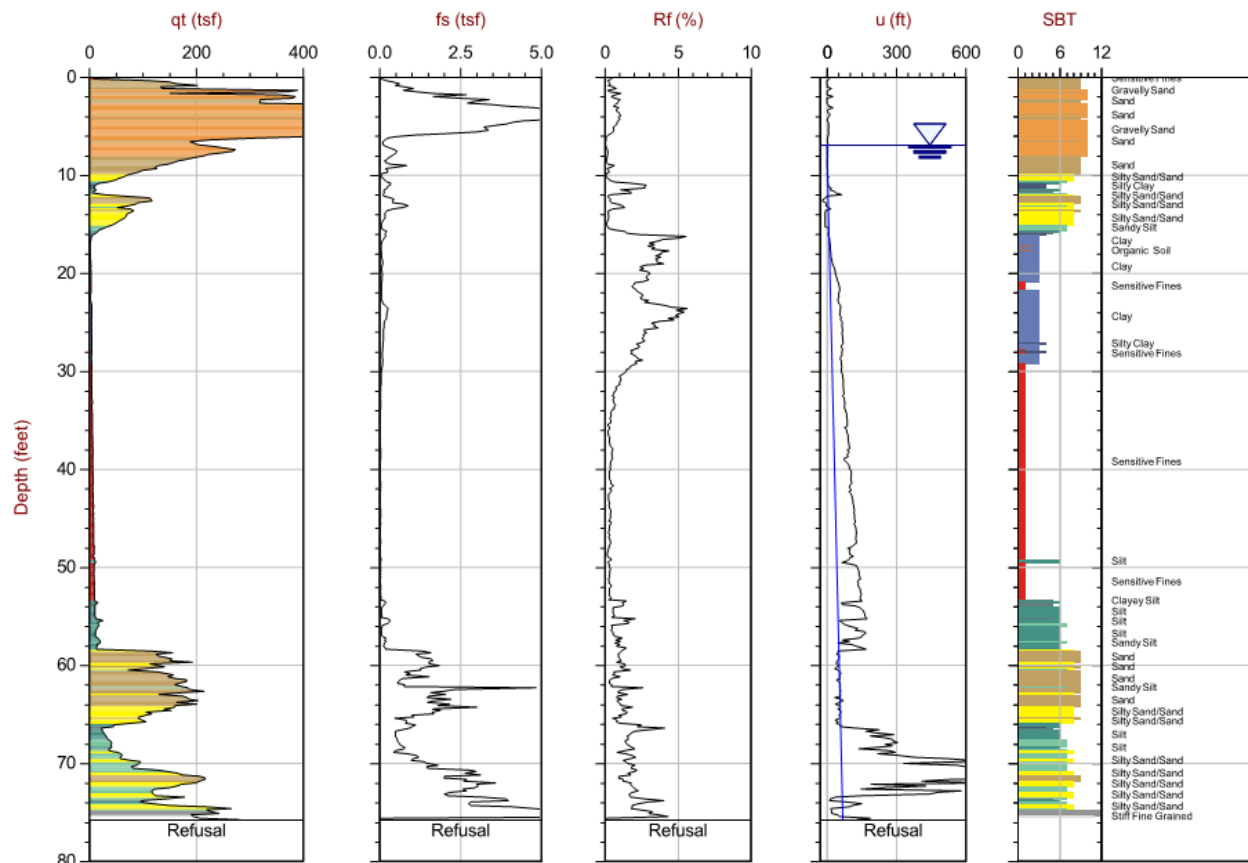 qt (tsf) fs (tsf) Rf (%) u (ft) SBT
0 200 400 0.0 2.5 5.0 0 5 10 0 300 600 0 3 6 9 12
0
Sensitive Fines
Gravelly Sand
Sand
Sand
Gravelly Sand
Sand
Sand
10
Silty Sand/Sand
Silty Clay
Silty Sand/Sand
Silty Sand/Sand
Silty Sand/Sand
Sandy Silt
Clay
Organic Soil
Clay
20
Sensitive Fines
Clay
Silty Clay
Sensitive Fines
30
Sensitive Fines
40
Depth (feet)
Silt
50
Sensitive Fines
Clayey Silt
Silt
Silt
Silt
Sandy Silt
Sand
60
Sand
Sand
Sandy Silt
Sand
Silty Sand/Sand
Silty Sand/Sand
Silt
Silt
70
Silty Sand/Sand
Silty Sand/Sand
Silty Sand/Sand
Silty Sand/Sand
Silty Sand/Sand
Stiff Fine Grained
Refusal Refusal Refusal Refusal
80